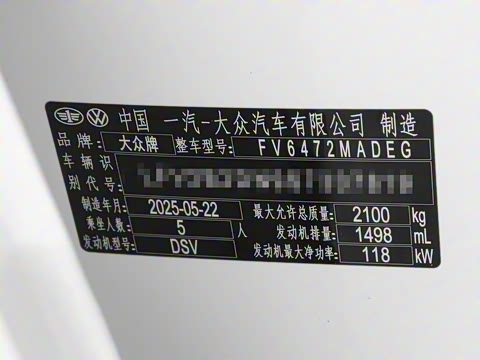 中国 一汽-大众汽车有限公司 制造
品牌: 大众牌 整车型号: FV6472MADEG
车辆识
别代号:
制造年月: 2025-05-22 最大允许总质量: 2100 kg
乘坐人数: 5 人 发动机排量: 1498 mL
发动机型号: DSV 发动机最大净功率: 118 kW